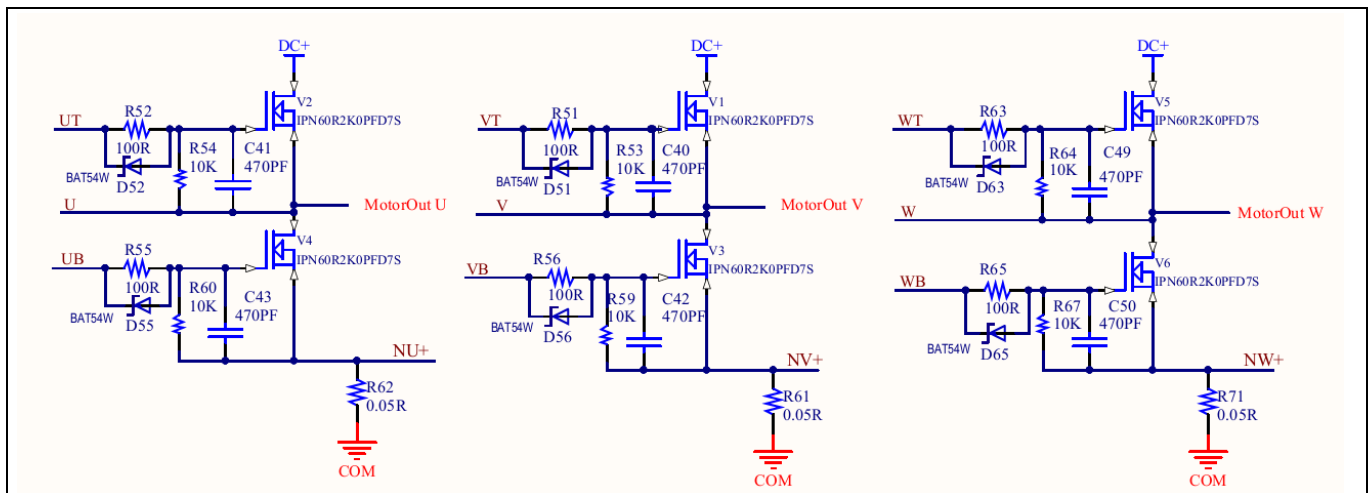 DC+
V2
IPN60R2K0PFD7S
UT
R52
100R
BAT54W
D52
R54
10K
C41
470PF
U
MotorOut U
V4
IPN60R2K0PFD7S
UB
R55
100R
BAT54W
D55
R60
10K
C43
470PF
NU+
R62
0.05R
COM
DC+
V1
IPN60R2K0PFD7S
VT
R51
100R
BAT54W
D51
R53
10K
C40
470PF
V
MotorOut V
V3
IPN60R2K0PFD7S
VB
R56
100R
BAT54W
D56
R59
10K
C42
470PF
NV+
R61
0.05R
COM
DC+
V5
IPN60R2K0PFD7S
WT
R63
100R
BAT54W
D63
R64
10K
C49
470PF
W
MotorOut W
V6
IPN60R2K0PFD7S
WB
R65
100R
BAT54W
D65
R67
10K
C50
470PF
NW+
R71
0.05R
COM